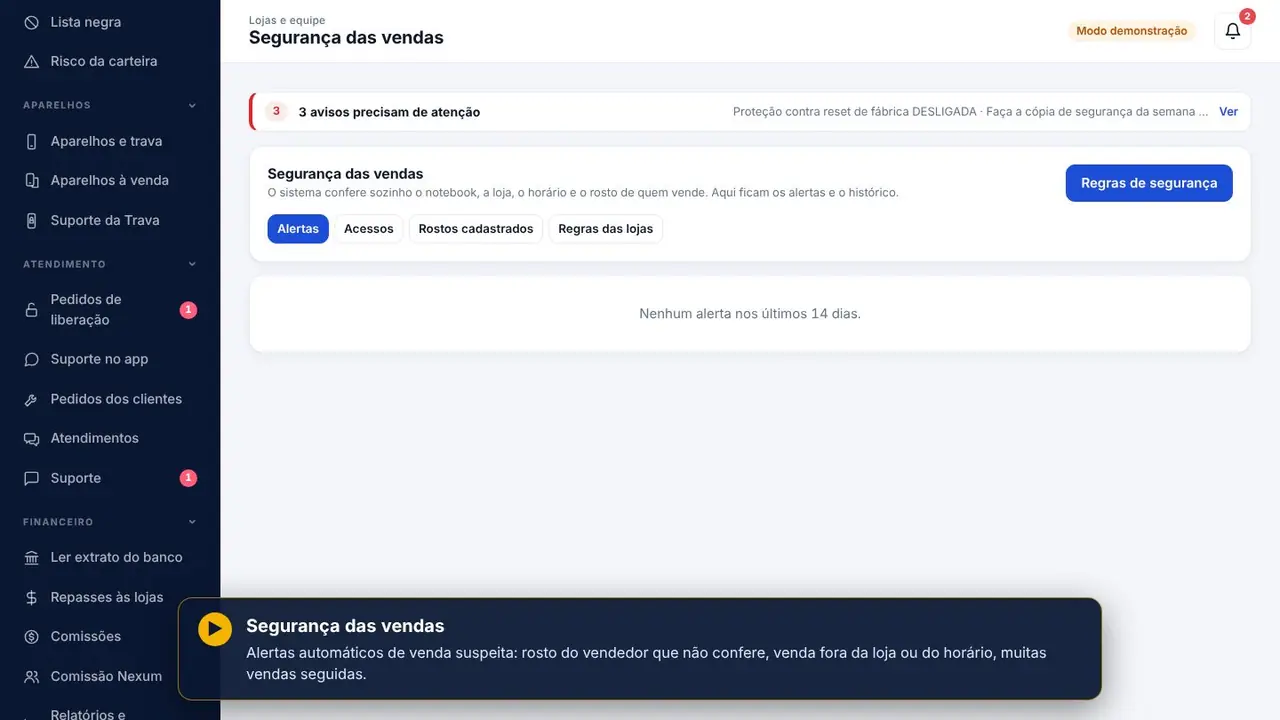 Lista negra
Risco da carteira
APARELHOS
Aparelhos e trava
Aparelhos à venda
Suporte da Trava
ATENDIMENTO
Pedidos de
liberação
1
Suporte no app
Pedidos dos clientes
Atendimentos
Suporte
1
FINANCEIRO
Ler extrato do banco
Repasses às lojas
Comissões
Comissão Nexum
Relatórios e
Lojas e equipe
Segurança das vendas
Modo demonstração
2
3
3 avisos precisam de atenção
Proteção contra reset de fábrica DESLIGADA · Faça a cópia de segurança da semana ...
Ver
Segurança das vendas
O sistema confere sozinho o notebook, a loja, o horário e o rosto de quem vende. Aqui ficam os alertas e o histórico.
Regras de segurança
Alertas
Acessos
Rostos cadastrados
Regras das lojas
Nenhum alerta nos últimos 14 dias.
Segurança das vendas
Alertas automáticos de venda suspeita: rosto do vendedor que não confere, venda fora da loja ou do horário, muitas
vendas seguidas.